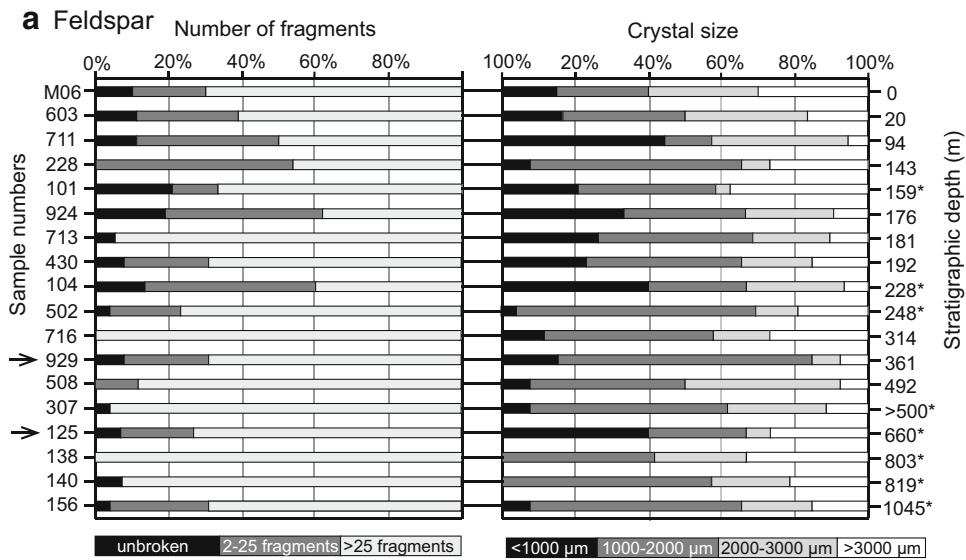 a Feldspar
Number of fragments
Crystal size
0% 20% 40% 60% 80% 100% 20% 40% 60% 80% 100%
Sample numbers
Stratigraphic depth (m)
M06 0
603 20
711 94
228 143
101 159*
924 176
713 181
430 192
104 228*
502 248*
716 314
929 361
508 492
307 >500*
125 660*
138 803*
140 819*
156 1045*
unbroken 2-25 fragments >25 fragments <1000 µm 1000-2000 µm 2000-3000 µm >3000 µm